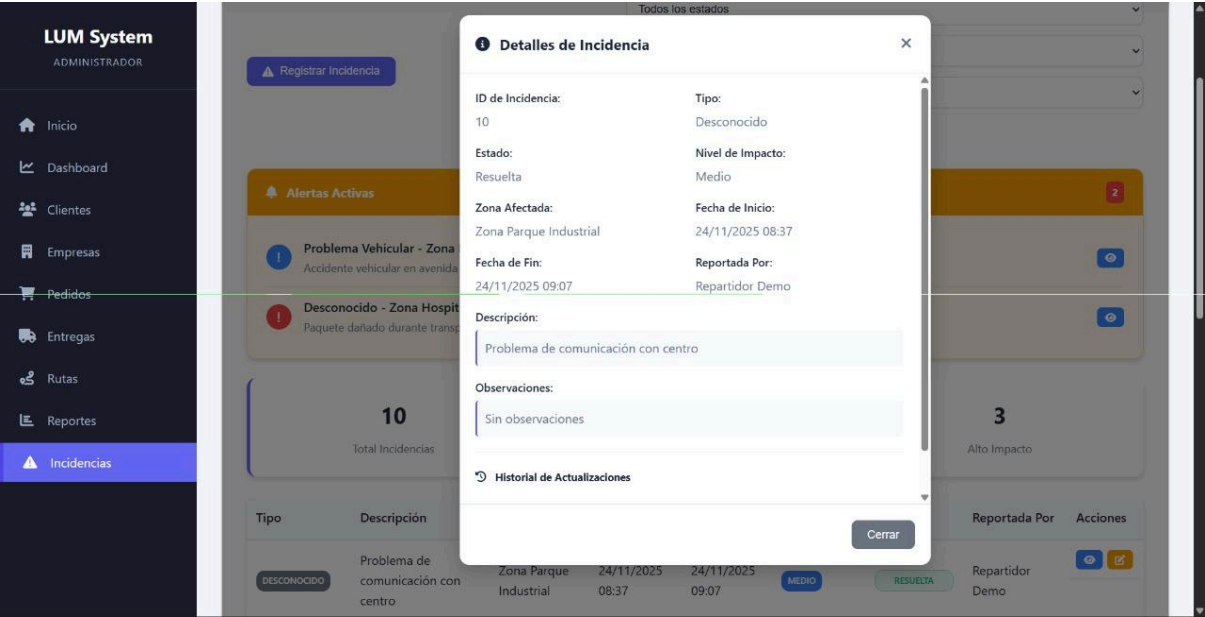 LUM System
ADMINISTRADOR
Inicio
Dashboard
Clientes
Empresas
Pedidos
Entregas
Rutas
Reportes
Incidencias
Todos los estados
Registrar Incidencia
Alertas Activas
2
Problema Vehicular - Zona
Accidente vehicular en avenida
Desconocido - Zona Hospit
Paquete dañado durante transp
10
Total Incidencias
3
Alto Impacto
Detalles de Incidencia
ID de Incidencia:
10
Tipo:
Desconocido
Estado:
Resuelta
Nivel de Impacto:
Medio
Zona Afectada:
Zona Parque Industrial
Fecha de Inicio:
24/11/2025 08:37
Fecha de Fin:
24/11/2025 09:07
Reportada Por:
Repartidor Demo
Descripción:
Problema de comunicación con centro
Observaciones:
Sin observaciones
Historial de Actualizaciones
Cerrar
Tipo
Descripción
Reportada Por
Acciones
DESCONOCIDO
Problema de
comunicación con
centro
Zona Parque
Industrial
24/11/2025
08:37
24/11/2025
09:07
MEDIO
RESUELTA
Repartidor
Demo